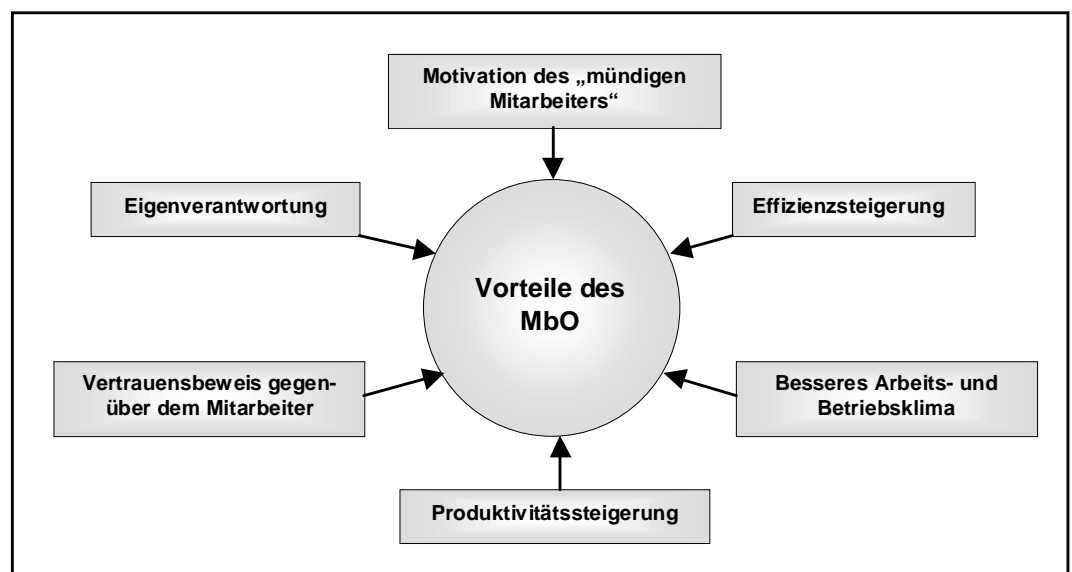 Motivation des „mündigen
Mitarbeiters“
Eigenverantwortung
Effizienzsteigerung
Vorteile des
MbO
Vertrauensbeweis gegen-
über dem Mitarbeiter
Besseres Arbeits- und
Betriebsklima
Produktivitätssteigerung